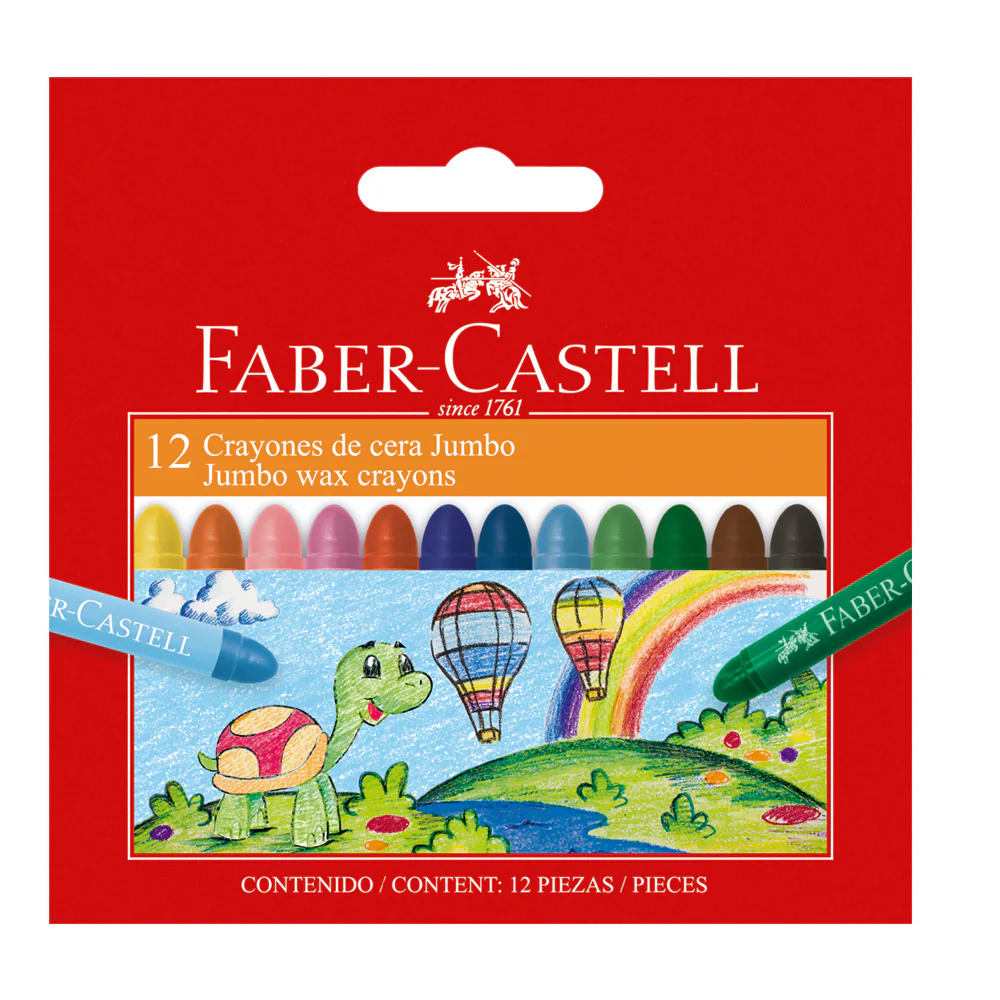 FABER-CASTELL
since 1761
12 Crayones de cera Jumbo
Jumbo wax crayons
R-CASTELL
FABER-C
CONTENIDO / CONTENT: 12 PIEZAS / PIECES